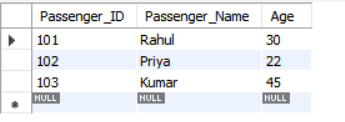 Passenger_ID Passenger_Name Age
101 Rahul 30
102 Priya 22
103 Kumar 45
NULL NULL NULL